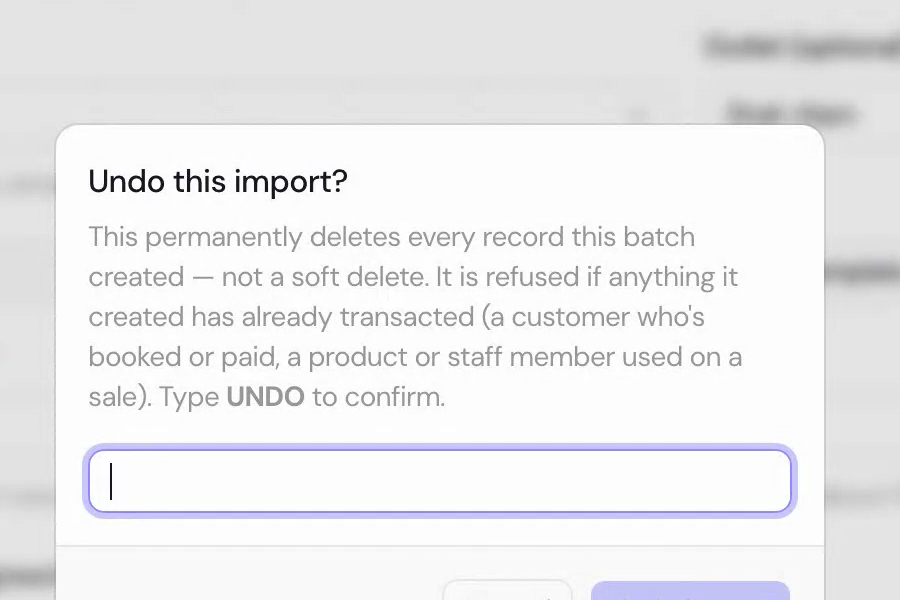 Undo this import?
This permanently deletes every record this batch
created — not a soft delete. It is refused if anything it
created has already transacted (a customer who's
booked or paid, a product or staff member used on a
sale). Type UNDO to confirm.